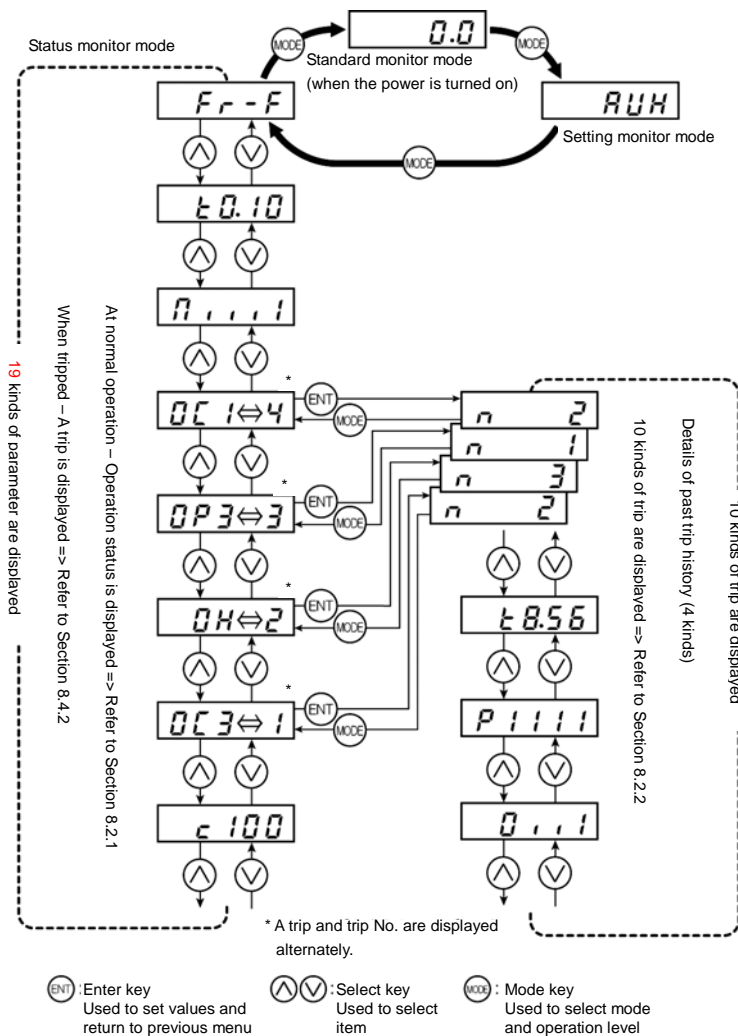 Status monitor mode
MODE
0.0
MODE
Standard monitor mode
(when the power is turned on)
Fr-F
AUH
Setting monitor mode
MODE
t0.10
*
ENT
MODE
OC1⇔4
n 2
n 1
n 3
n 2
*
ENT
MODE
OP3⇔3
*
ENT
MODE
OH⇔2
t8.56
*
ENT
MODE
OC3⇔1
P1111
c100
19 kinds of parameter are displayed
When tripped – A trip is displayed => Refer to Section 8.4.2
At normal operation – Operation status is displayed => Refer to Section 8.2.1
10 kinds of trip are displayed => Refer to Section 8.2.2
Details of past trip history (4 kinds)
10 kinds of trip are displayed
* A trip and trip No. are displayed
alternately.
ENT : Enter key
Used to set values and
return to previous menu
: Select key
Used to select
item
MODE : Mode key
Used to select mode
and operation level